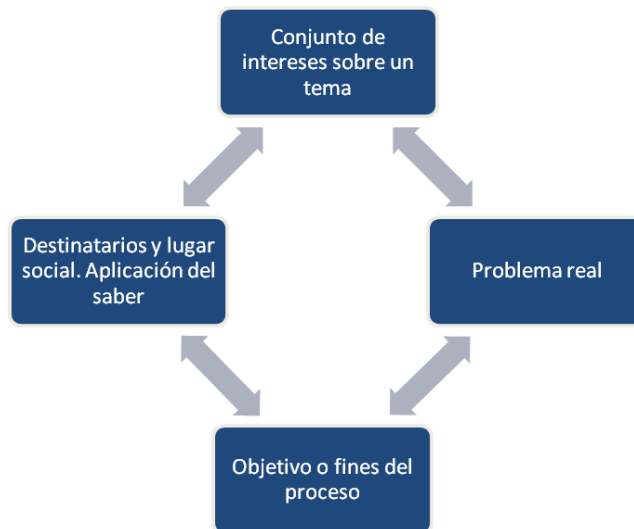 Conjunto de
intereses sobre un
tema
Destinatarios y lugar
social. Aplicación del
saber
Problema real
Objetivo o fines del
proceso